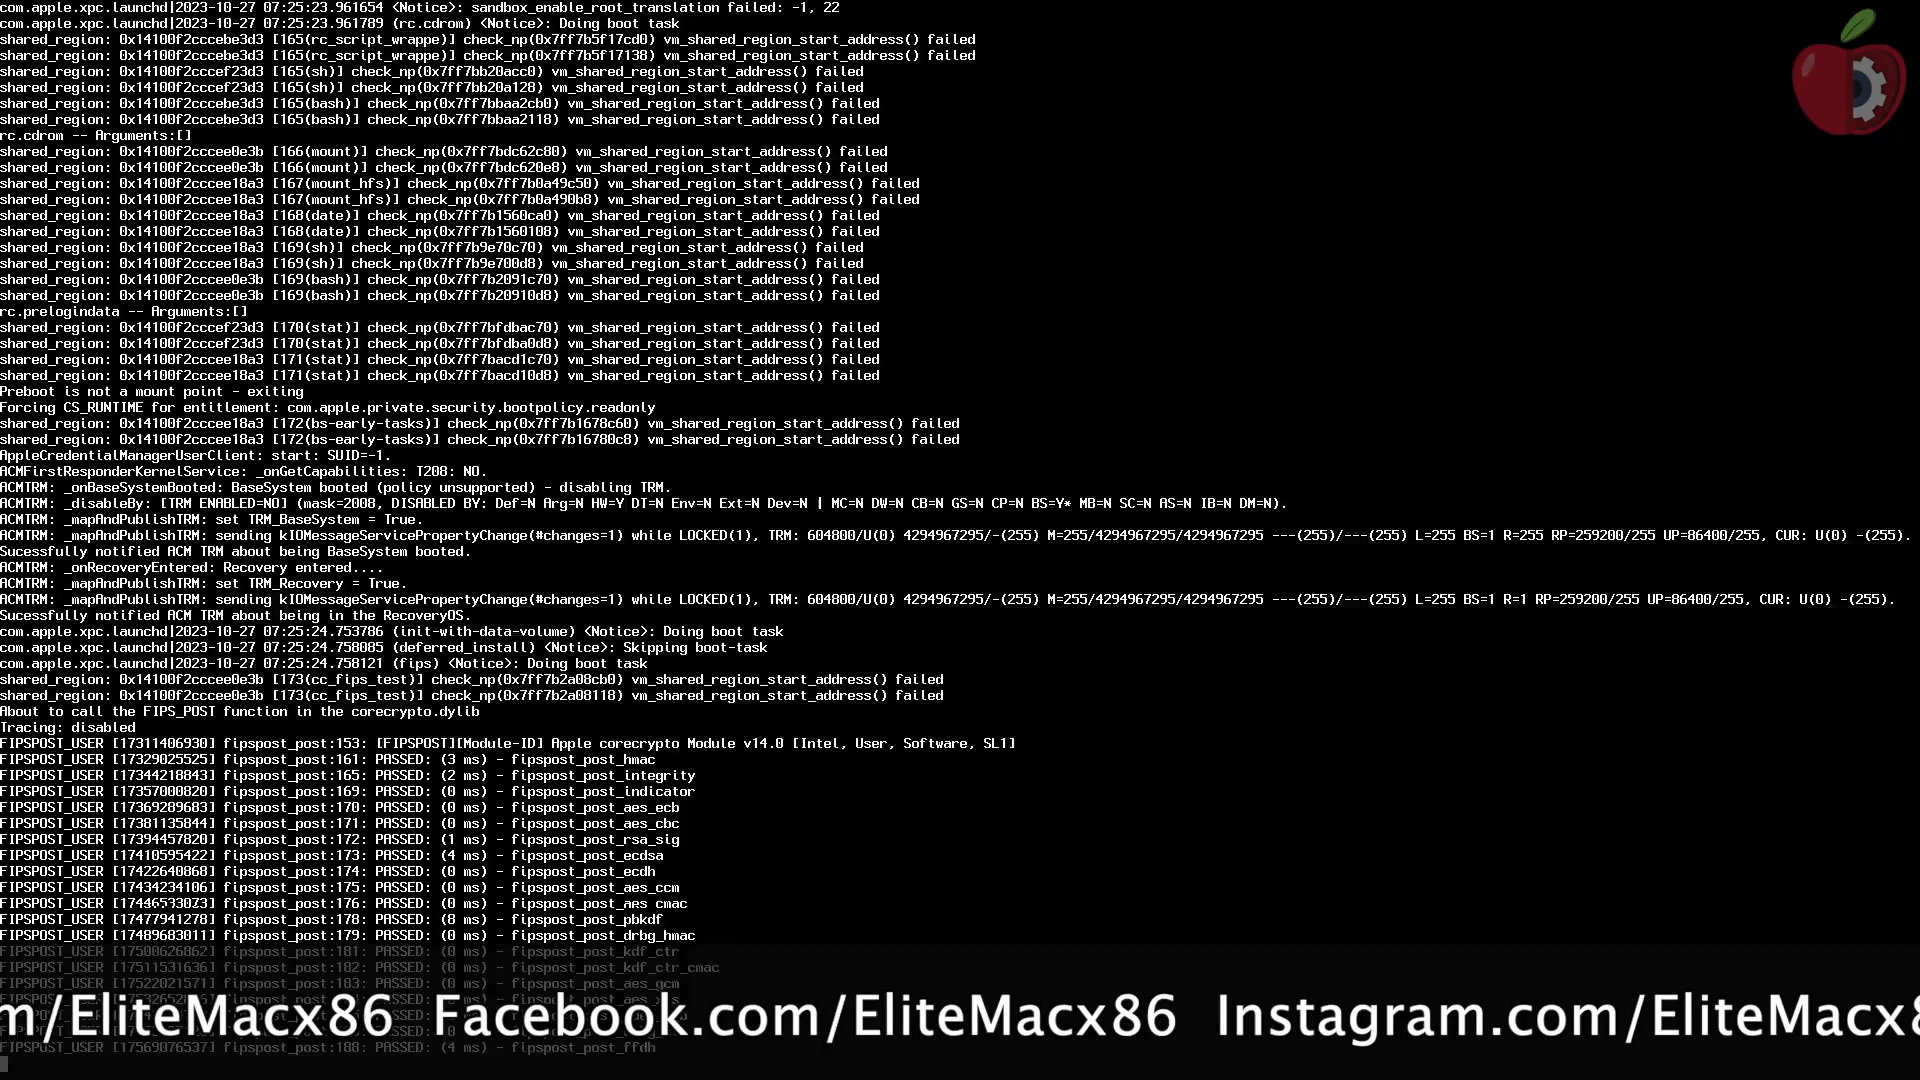 com.apple.xpc.launchd|2023-10-27 07:25:23.961654 <Notice>: sandbox_enable_root_translation failed: -1, 22
com.apple.xpc.launchd|2023-10-27 07:25:23.961789 (rc.cdrom) <Notice>: Doing boot task
shared_region: 0x14100f2cccebe3d3 [165(rc_script_wrappe)] check_np(0x7ff7b5f17cd0) vm_shared_region_start_address() failed
shared_region: 0x14100f2cccebe3d3 [165(rc_script_wrappe)] check_np(0x7ff7b5f17138) vm_shared_region_start_address() failed
shared_region: 0x14100f2cccef23d3 [165(sh)] check_np(0x7ff7bb20acc0) vm_shared_region_start_address() failed
shared_region: 0x14100f2cccef23d3 [165(sh)] check_np(0x7ff7bb20a128) vm_shared_region_start_address() failed
shared_region: 0x14100f2cccebe3d3 [165(bash)] check_np(0x7ff7bbaa2cb0) vm_shared_region_start_address() failed
shared_region: 0x14100f2cccebe3d3 [165(bash)] check_np(0x7ff7bbaa2118) vm_shared_region_start_address() failed
rc.cdrom -- Arguments:[]
shared_region: 0x14100f2cccee0e3b [166(mount)] check_np(0x7ff7bdc62c80) vm_shared_region_start_address() failed
shared_region: 0x14100f2cccee0e3b [166(mount)] check_np(0x7ff7bdc620e8) vm_shared_region_start_address() failed
shared_region: 0x14100f2cccee18a3 [167(mount_hfs)] check_np(0x7ff7b0a49c50) vm_shared_region_start_address() failed
shared_region: 0x14100f2cccee18a3 [167(mount_hfs)] check_np(0x7ff7b0a490b8) vm_shared_region_start_address() failed
shared_region: 0x14100f2cccee18a3 [168(date)] check_np(0x7ff7b1560ca0) vm_shared_region_start_address() failed
shared_region: 0x14100f2cccee18a3 [168(date)] check_np(0x7ff7b1560108) vm_shared_region_start_address() failed
shared_region: 0x14100f2cccee18a3 [169(sh)] check_np(0x7ff7b9e70c70) vm_shared_region_start_address() failed
shared_region: 0x14100f2cccee18a3 [169(sh)] check_np(0x7ff7b9e700d8) vm_shared_region_start_address() failed
shared_region: 0x14100f2cccee0e3b [169(bash)] check_np(0x7ff7b2091c70) vm_shared_region_start_address() failed
shared_region: 0x14100f2cccee0e3b [169(bash)] check_np(0x7ff7b20910d8) vm_shared_region_start_address() failed
rc.prelogindata -- Arguments:[]
shared_region: 0x14100f2cccef23d3 [170(stat)] check_np(0x7ff7bfdbac70) vm_shared_region_start_address() failed
shared_region: 0x14100f2cccef23d3 [170(stat)] check_np(0x7ff7bfdba0d8) vm_shared_region_start_address() failed
shared_region: 0x14100f2cccee18a3 [171(stat)] check_np(0x7ff7bacd1c70) vm_shared_region_start_address() failed
shared_region: 0x14100f2cccee18a3 [171(stat)] check_np(0x7ff7bacd10d8) vm_shared_region_start_address() failed
Preboot is not a mount point - exiting
Forcing CS_RUNTIME for entitlement: com.apple.private.security.bootpolicy.readonly
shared_region: 0x14100f2cccee18a3 [172(bs-early-tasks)] check_np(0x7ff7b1678c60) vm_shared_region_start_address() failed
shared_region: 0x14100f2cccee18a3 [172(bs-early-tasks)] check_np(0x7ff7b16780c8) vm_shared_region_start_address() failed
AppleCredentialManagerUserClient: start: SUID=-1.
ACMFirstResponderKernelService: _onGetCapabilities: T208: NO.
ACMTRM: _onBaseSystemBooted: BaseSystem booted (policy unsupported) - disabling TRM.
ACMTRM: _disableBy: [TRM ENABLED=NO] (mask=2008, DISABLED BY: Def=N Arg=N HW=Y DT=N Env=N Ext=N Dev=N | MC=N DW=N CB=N GS=N CP=N BS=Y* MB=N SC=N AS=N IB=N DM=N).
ACMTRM: _mapAndPublishTRM: set TRM_BaseSystem = True.
ACMTRM: _mapAndPublishTRM: sending kIOMessageServicePropertyChange(#changes=1) while LOCKED(1), TRM: 604800/U(0) 4294967295/-(255) M=255/4294967295/4294967295 ---(255)/---(255) L=255 BS=1 R=255 RP=259200/255 UP=86400/255, CUR: U(0) -(255).
Sucessfully notified ACM TRM about being BaseSystem booted.
ACMTRM: _onRecoveryEntered: Recovery entered....
ACMTRM: _mapAndPublishTRM: set TRM_Recovery = True.
ACMTRM: _mapAndPublishTRM: sending kIOMessageServicePropertyChange(#changes=1) while LOCKED(1), TRM: 604800/U(0) 4294967295/-(255) M=255/4294967295/4294967295 ---(255)/---(255) L=255 BS=1 R=1 RP=259200/255 UP=86400/255, CUR: U(0) -(255).
Sucessfully notified ACM TRM about being in the RecoveryOS.
com.apple.xpc.launchd|2023-10-27 07:25:24.753786 (init-with-data-volume) <Notice>: Doing boot task
com.apple.xpc.launchd|2023-10-27 07:25:24.758085 (deferred_install) <Notice>: Skipping boot-task
com.apple.xpc.launchd|2023-10-27 07:25:24.758121 (fips) <Notice>: Doing boot task
shared_region: 0x14100f2cccee0e3b [173(cc_fips_test)] check_np(0x7ff7b2a08cb0) vm_shared_region_start_address() failed
shared_region: 0x14100f2cccee0e3b [173(cc_fips_test)] check_np(0x7ff7b2a08118) vm_shared_region_start_address() failed
About to call the FIPS_POST function in the corecrypto.dylib
Tracing: disabled
FIPSPOST_USER [17311406930] fipspost_post:153: [FIPSPOST][Module-ID] Apple corecrypto Module v14.0 [Intel, User, Software, SL1]
FIPSPOST_USER [17329025525] fipspost_post:161: PASSED: (3 ms) - fipspost_post_hmac
FIPSPOST_USER [17344218843] fipspost_post:165: PASSED: (2 ms) - fipspost_post_integrity
FIPSPOST_USER [17357000820] fipspost_post:169: PASSED: (0 ms) - fipspost_post_indicator
FIPSPOST_USER [17369289683] fipspost_post:170: PASSED: (0 ms) - fipspost_post_aes_ecb
FIPSPOST_USER [17381135844] fipspost_post:171: PASSED: (0 ms) - fipspost_post_aes_cbc
FIPSPOST_USER [17394457820] fipspost_post:172: PASSED: (1 ms) - fipspost_post_rsa_sig
FIPSPOST_USER [17410595422] fipspost_post:173: PASSED: (4 ms) - fipspost_post_ecdsa
FIPSPOST_USER [17422640868] fipspost_post:174: PASSED: (0 ms) - fipspost_post_ecdh
FIPSPOST_USER [17434234106] fipspost_post:175: PASSED: (0 ms) - fipspost_post_aes_ccm
FIPSPOST_USER [17446533073] fipspost_post:176: PASSED: (0 ms) - fipspost_post_aes_cmac
FIPSPOST_USER [17477941278] fipspost_post:178: PASSED: (8 ms) - fipspost_post_pbkdf
FIPSPOST_USER [17489683011] fipspost_post:179: PASSED: (0 ms) - fipspost_post_drbg_hmac
FIPSPOST_USER [17500626862] fipspost_post:181: PASSED: (0 ms) - fipspost_post_kdf_ctr
FIPSPOST_USER [17511531636] fipspost_post:182: PASSED: (0 ms) - fipspost_post_kdf_ctr_cmac
FIPSPOST_USER [17522021571] fipspost_post:183: PASSED: (0 ms) - fipspost_post_aes_gcm
m/EliteMacx86 Facebook.com/EliteMacx86 Instagram.com/EliteMacx8
FIPSPOST_USER [17569076537] fipspost_post:188: PASSED: (4 ms) - fipspost_post_ffdh